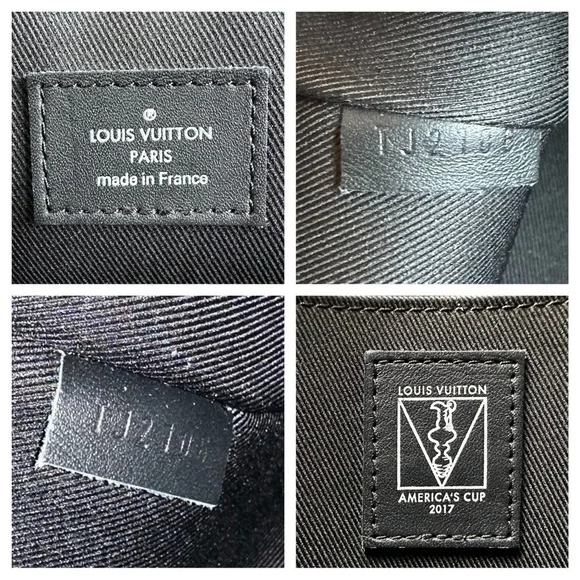 ®
LOUIS VUITTON
PARIS
made in France
LOUIS VUITTON
AMERICA'S CUP
2017